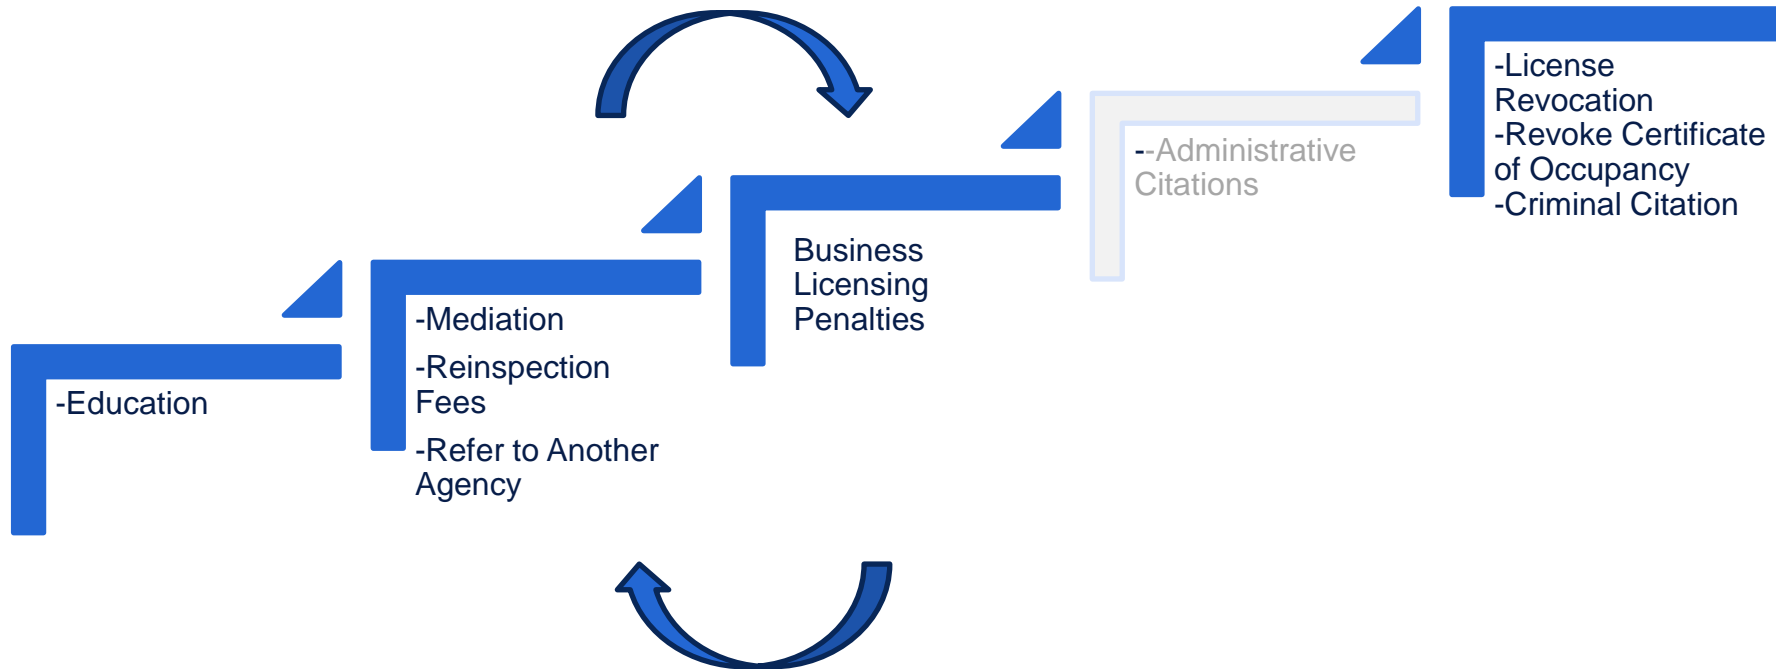 -Education
-Mediation
-Reinspection
Fees
-Refer to Another
Agency
Business
Licensing
Penalties
--Administrative
Citations
-License
Revocation
-Revoke Certificate
of Occupancy
-Criminal Citation